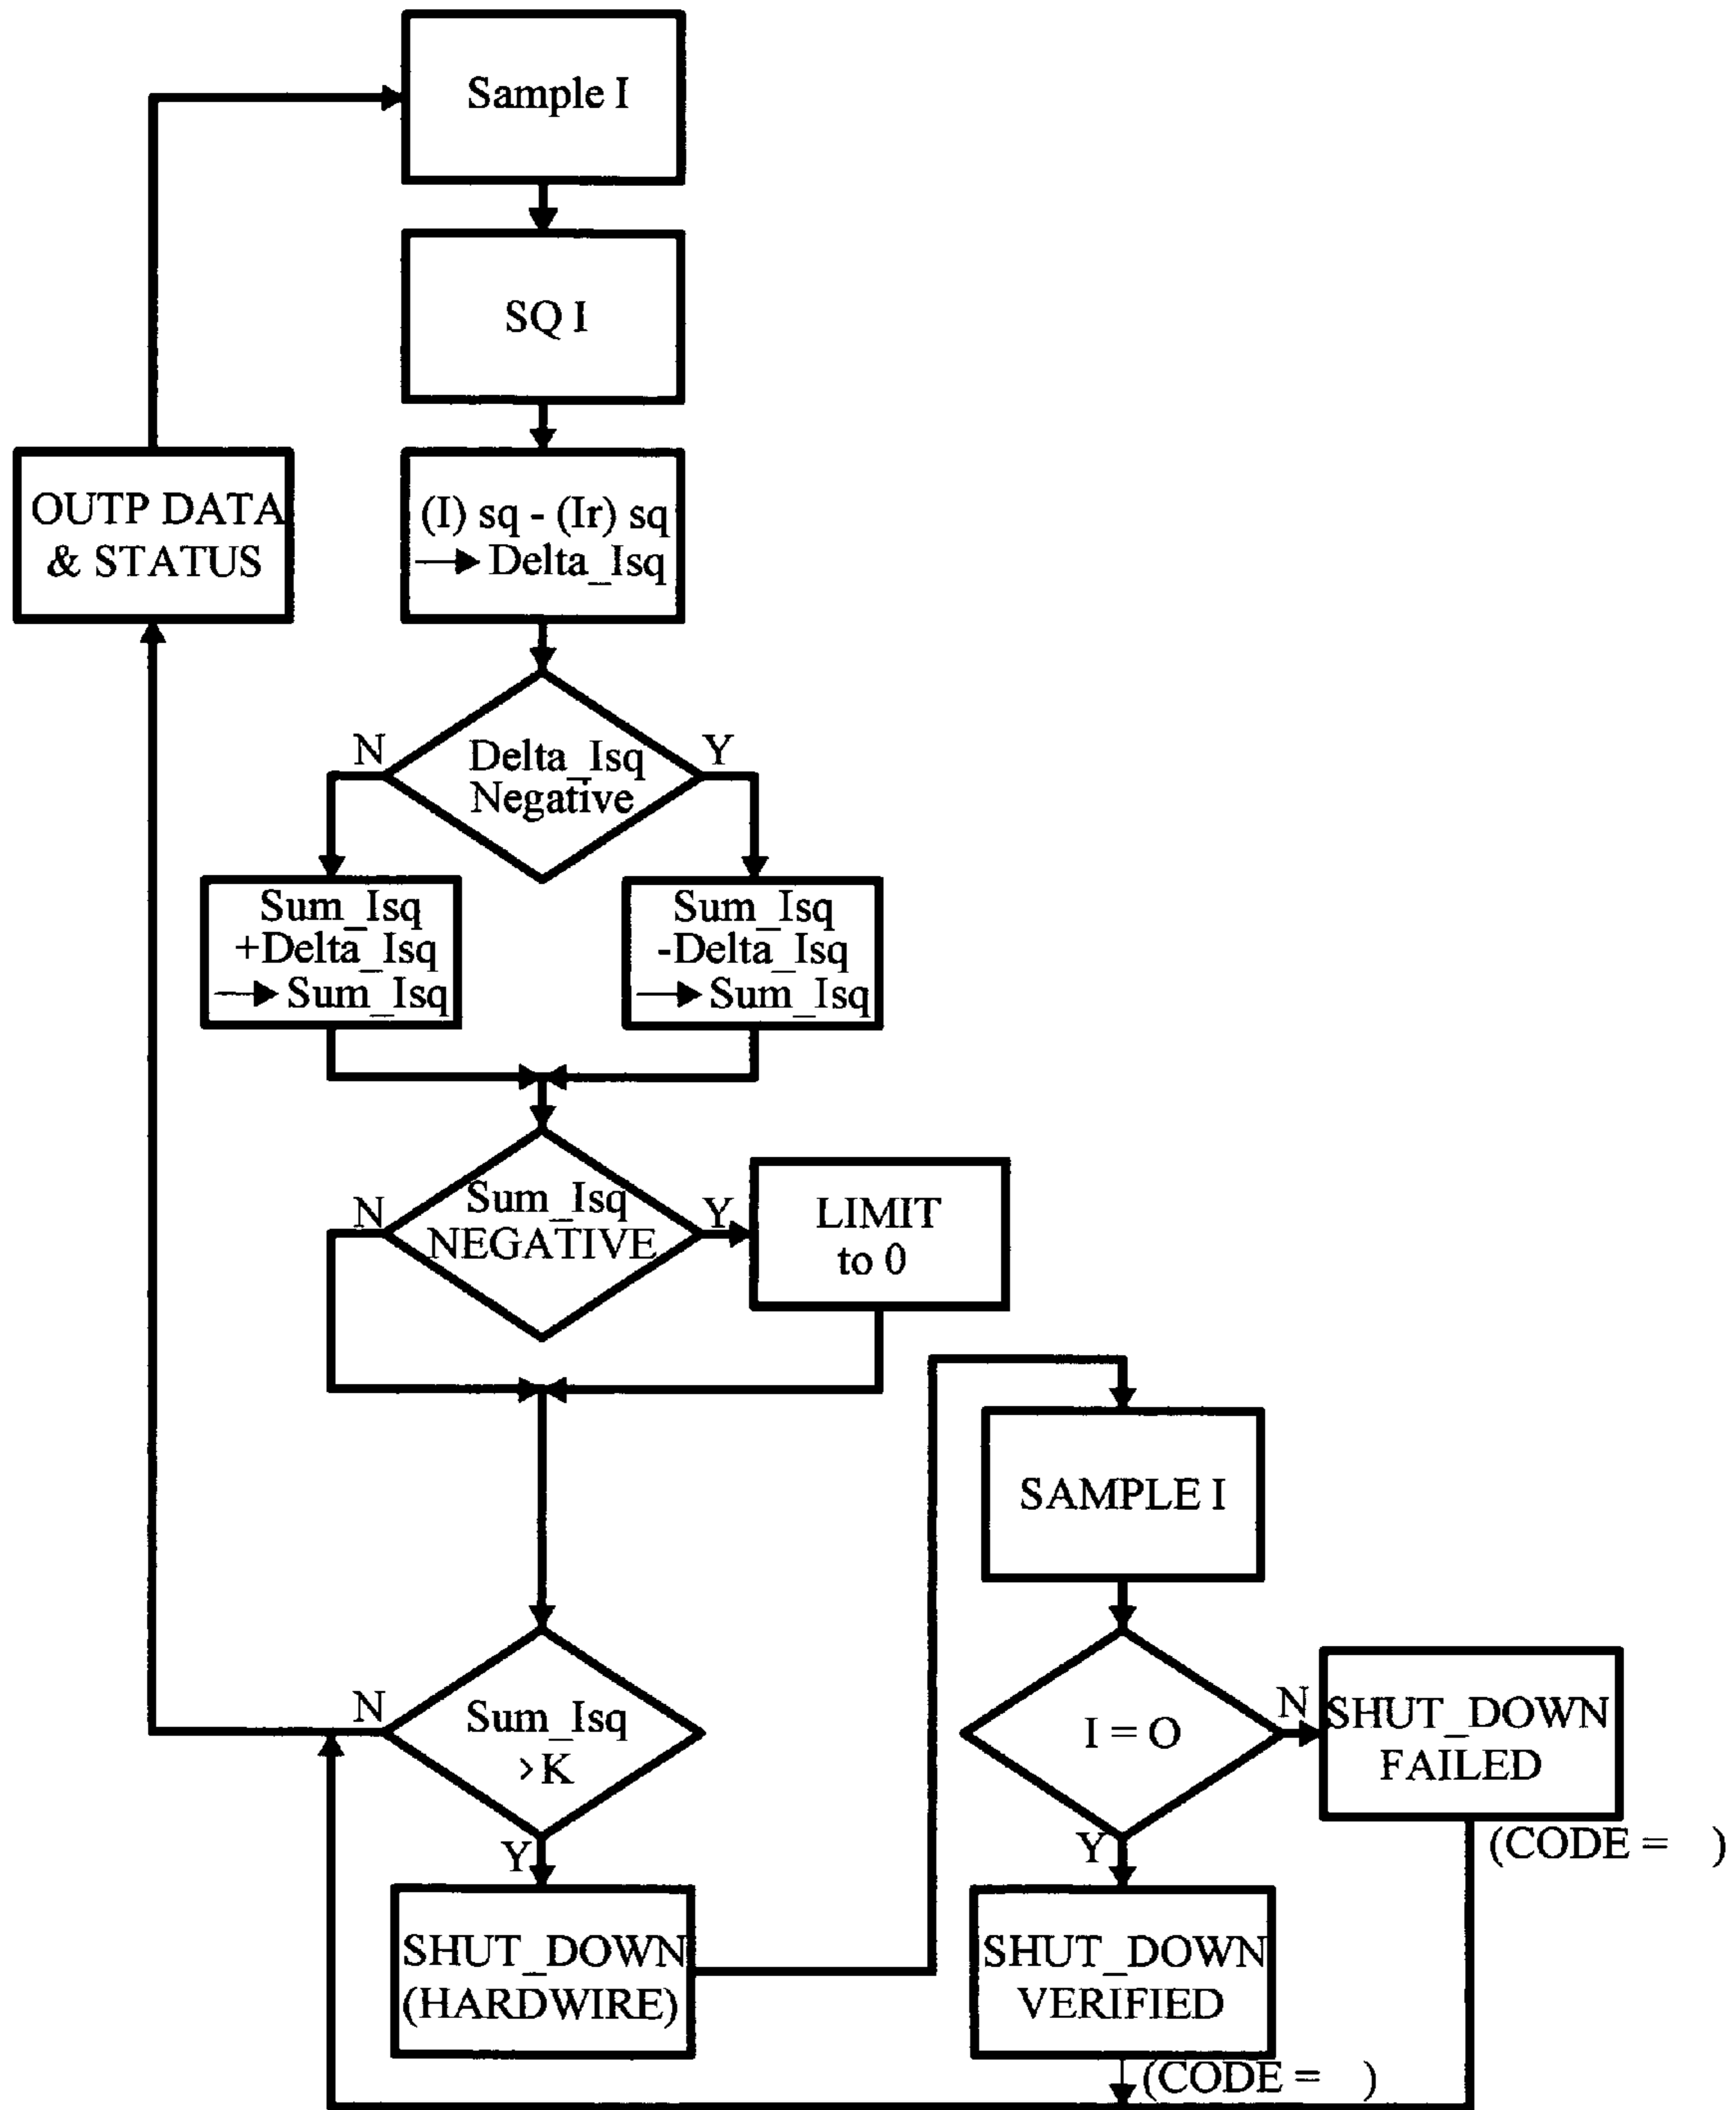 Sample I
SQ I
OUTP DATA
& STATUS
(I) sq - (Ir) sq
→ Delta_Isq
N
Delta_Isq
Negative
Y
Sum_Isq
+Delta_Isq
→ Sum_Isq
Sum_Isq
-Delta_Isq
→ Sum_Isq
N
Sum_Isq
NEGATIVE
Y
LIMIT
to 0
SAMPLE I
N
Sum_Isq
>K
Y
I = O
N
SHUT_DOWN
FAILED
(CODE = )
Y
SHUT_DOWN
(HARDWIRE)
SHUT_DOWN
VERIFIED
(CODE = )